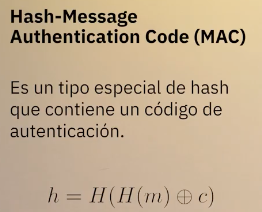 Hash-Message
Authentication Code (MAC)
Es un tipo especial de hash
que contiene un código de
autenticación.
h = H(H(m) ⊕ c)